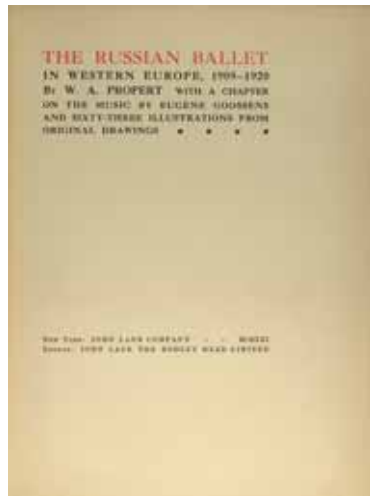 THE RUSSIAN BALLET
IN WESTERN EUROPE, 1909–1920
By W. A. PROPERT WITH A CHAPTER
ON THE MUSIC BY EUGENE GOOSSENS
AND SIXTY-THREE ILLUSTRATIONS FROM
ORIGINAL DRAWINGS
New York: JOHN LANE COMPANY - - MCMXXI
London: JOHN LANE THE BODLEY HEAD LIMITED